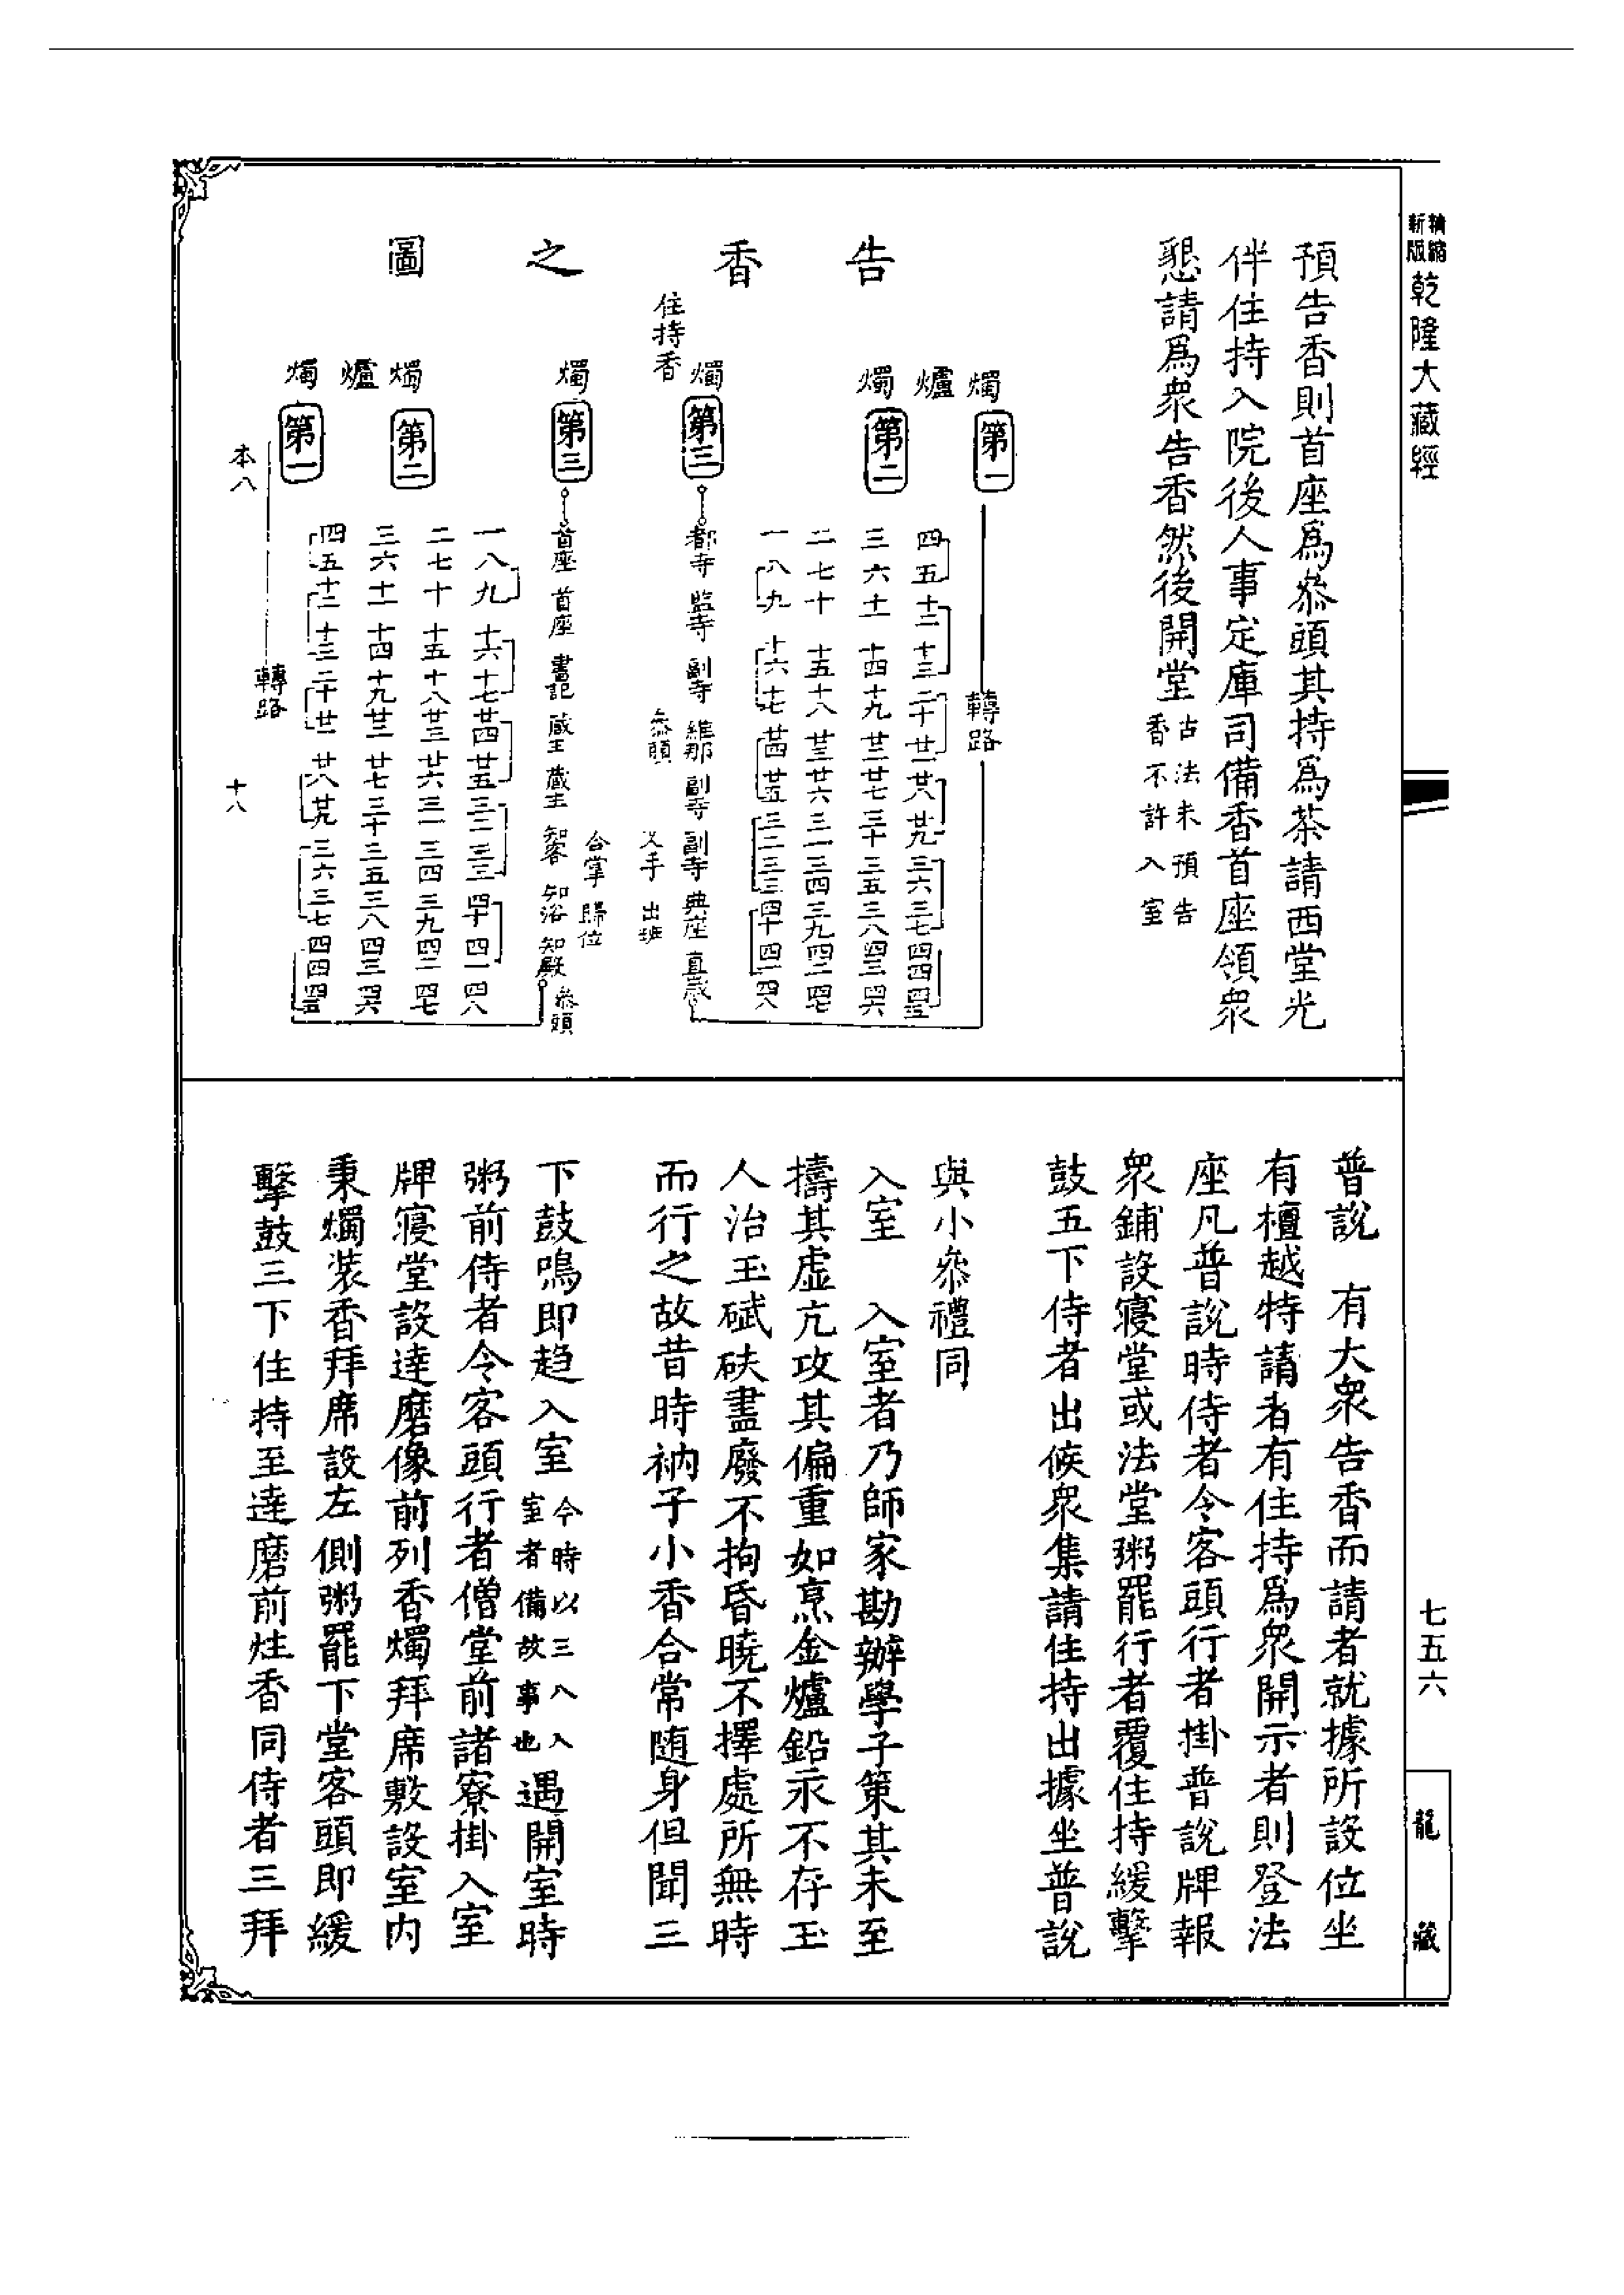 精縮
新版
乾隆大藏經
七五六
龍藏
預告香則首座為叅頭其持為茶請西堂光
伴住持入院後人事定庫司備香首座領衆
懇請為衆告香然後開堂
古法未預告
香不許入室
告香之圖
燭
爐
燭
第一
第二
轉路
四五十二十三二十廿一廿八廿九三六三七四四四五
三六十一十四十九廿二廿七三十三五三八四三四六
二七十十五十八廿三廿六三一三四三九四二四七
一八九十六十七廿四廿五三二三三四十四一四八
住持香
燭
第三
都寺 監寺 副寺 維那 副寺 副寺 典座 直歲
叅頭
叉手 出班
合掌 歸位
燭
第三
首座 首座 書記 藏主 藏主 知客 知浴 知殿
叅頭
一八九十六十七廿四廿五三二三三四十四一四八
二七十十五十八廿三廿六三一三四三九四二四七
三六十一十四十九廿二廿七三十三五三八四三四六
四五十二十三二十廿一廿八廿九三六三七四四四五
燭
爐
燭
第二
第一
轉路
本八
十八
普說 有大衆告香而請者就據所設位坐
有檀越特請者有住持為衆開示者則登法
座凡普說時侍者令客頭行者掛普說牌報
衆鋪設寢堂或法堂粥罷行者覆住持緩擊
鼓五下侍者出候衆集請住持出據坐普說
與小叅禮同
入室 入室者乃師家勘辦學子策其未至
擣其虛亢攻其偏重如烹金爐鉛汞不存玉
人治玉碔砆盡廢不拘昏曉不擇處所無時
而行之故昔時衲子小香合常随身但聞三
下鼓鳴即趨入室
今時以三八入
室者備故事也
遇開室時
粥前侍者令客頭行者僧堂前諸寮掛入室
牌寢堂設達磨像前列香燭拜席敷設室内
秉燭裝香拜席設左側粥罷下堂客頭即緩
擊鼓三下住持至達磨前炷香同侍者三拜